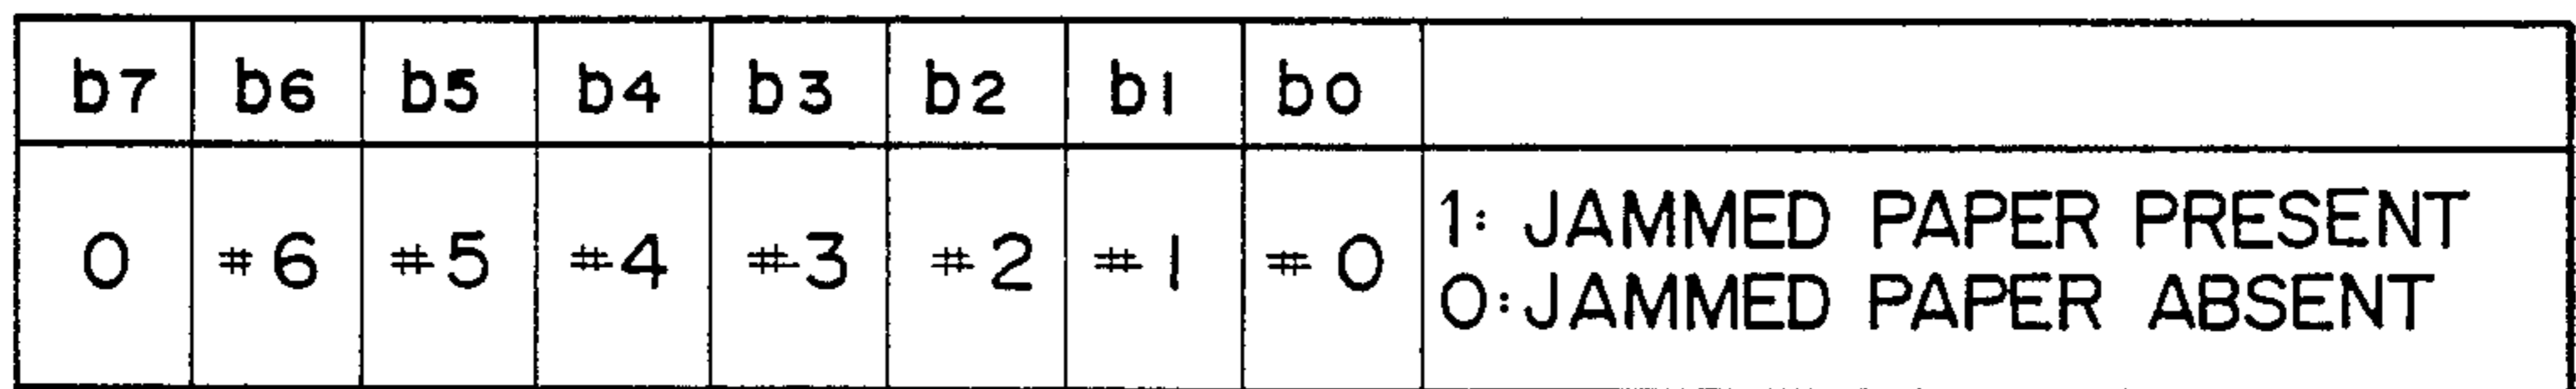 b7 b6 b5 b4 b3 b2 b1 b0
0 #6 #5 #4 #3 #2 #1 #0 1: JAMMED PAPER PRESENT
0: JAMMED PAPER ABSENT